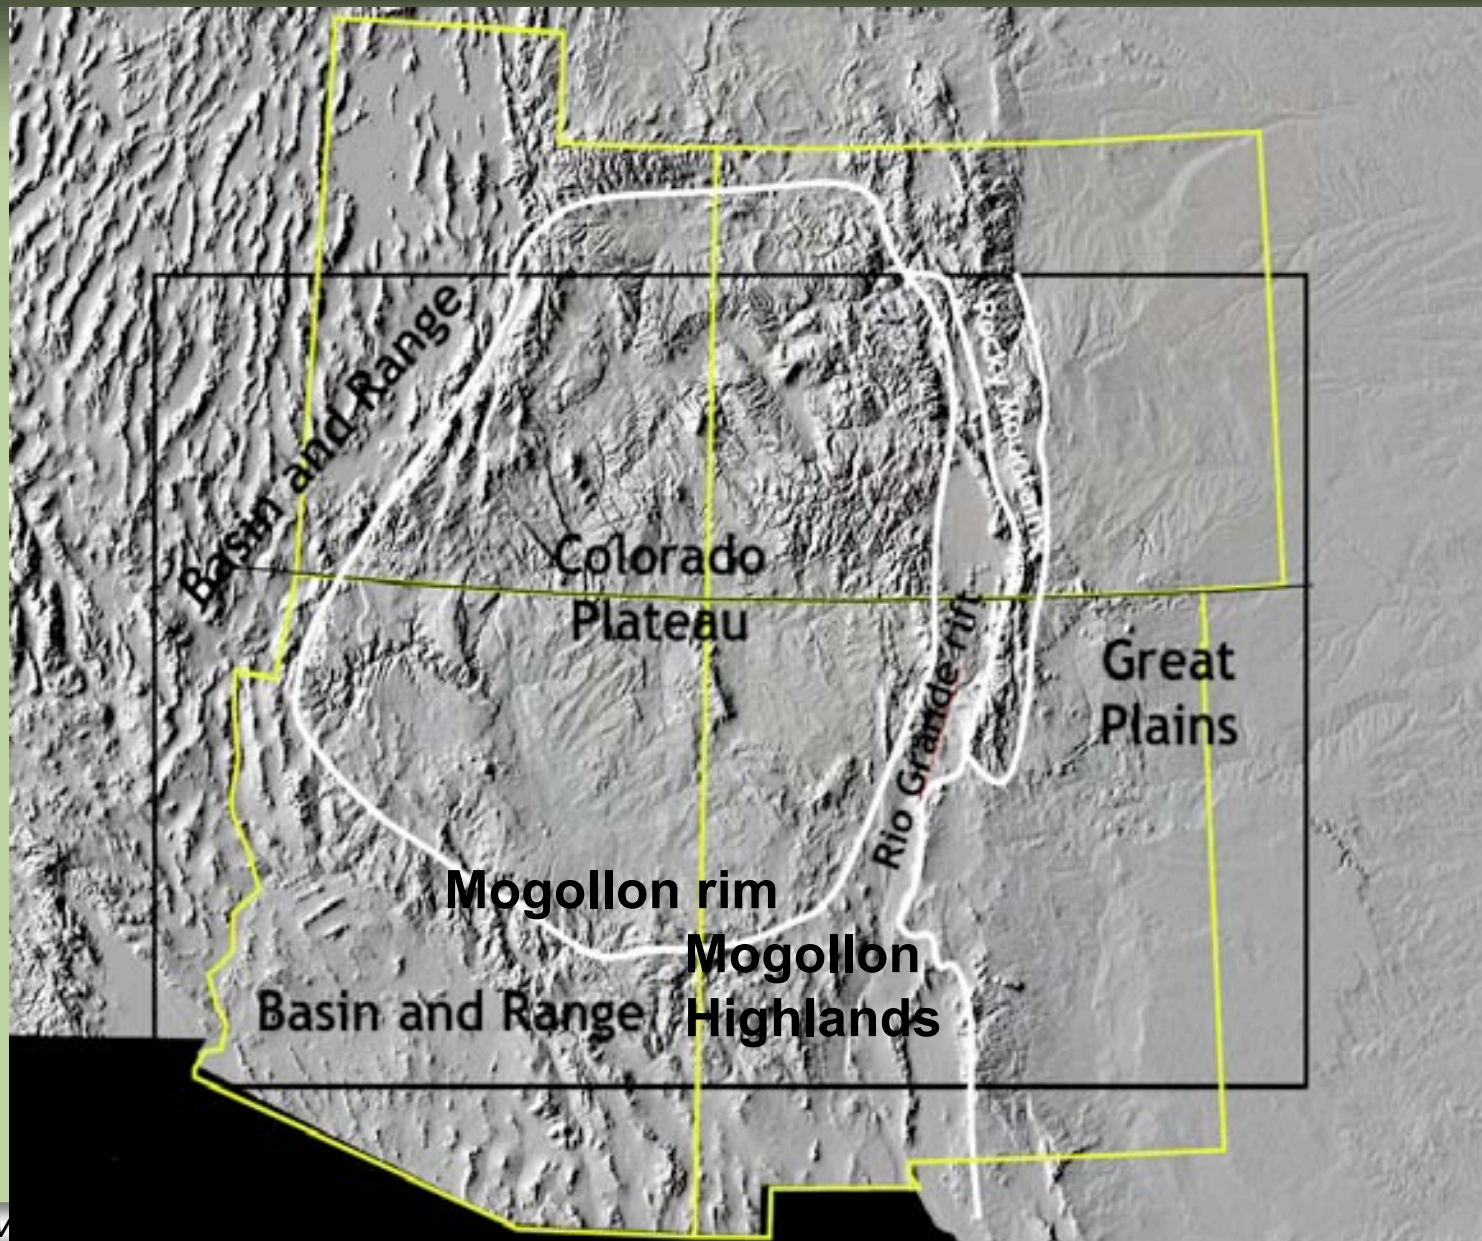 Basin and Range
Rocky Mountains
Colorado
Plateau
Rio Grande rift
Great
Plains
Mogollon rim
Mogollon
Highlands
Basin and Range